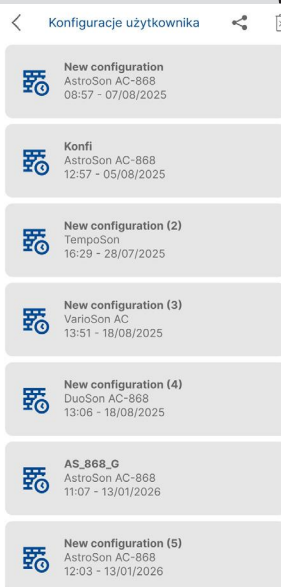 Konfiguracje użytkownika
New configuration
AstroSon AC-868
08:57 - 07/08/2025
Konfi
AstroSon AC-868
12:57 - 05/08/2025
New configuration (2)
TempoSon
16:29 - 28/07/2025
New configuration (3)
VarioSon AC
13:51 - 18/08/2025
New configuration (4)
DuoSon AC-868
13:06 - 18/08/2025
AS_868_G
AstroSon AC-868
11:07 - 13/01/2026
New configuration (5)
AstroSon AC-868
12:03 - 13/01/2026